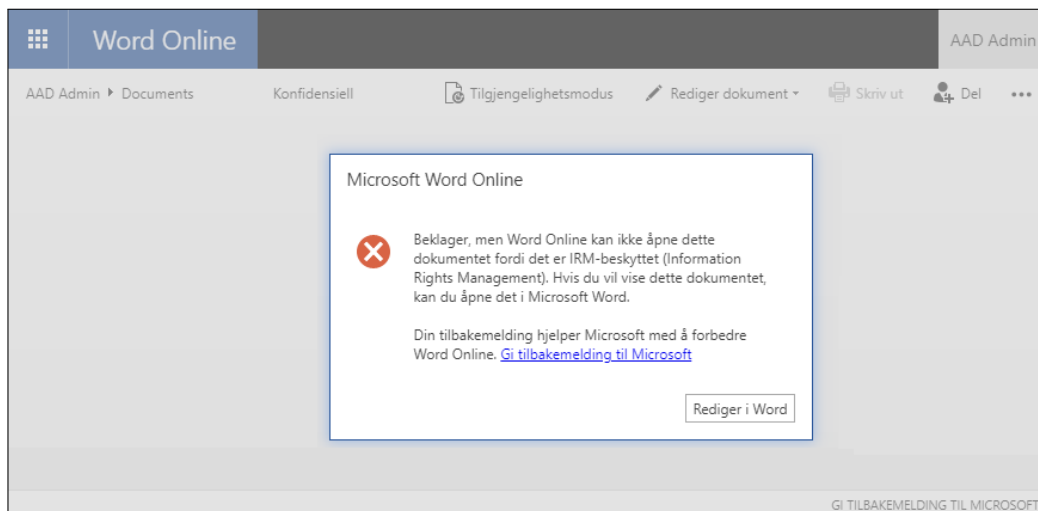 Word Online
AAD Admin
AAD Admin Documents Konfidensiell Tilgjengelighetsmodus Rediger dokument Skriv ut Del
Microsoft Word Online
Beklager, men Word Online kan ikke åpne dette
dokumentet fordi det er IRM-beskyttet (Information
Rights Management). Hvis du vil vise dette dokumentet,
kan du åpne det i Microsoft Word.
Din tilbakemelding hjelper Microsoft med å forbedre
Word Online. Gi tilbakemelding til Microsoft
Rediger i Word
GI TILBAKEMELDING TIL MICROSOFT